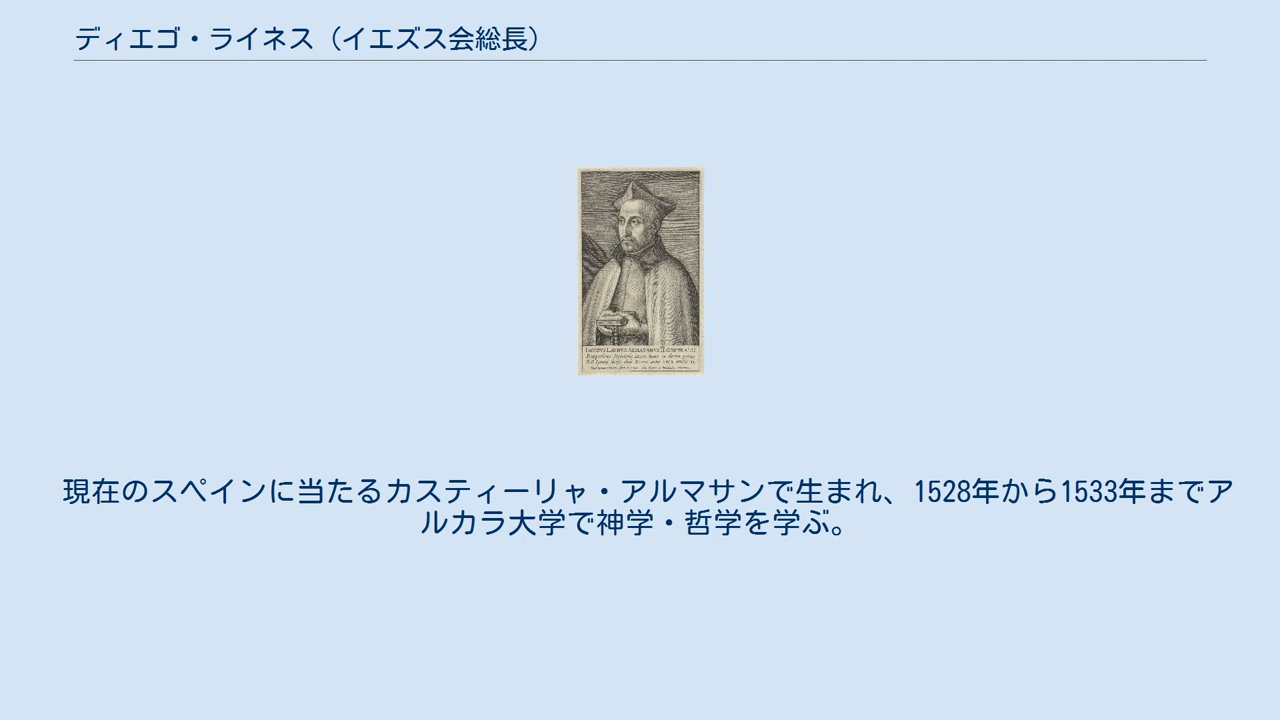 ディエゴ・ライネス（イエズス会総長）
現在のスペインに当たるカスティーリャ・アルマサンで生まれ、1528年から1533年までア
ルカラ大学で神学・哲学を学ぶ。